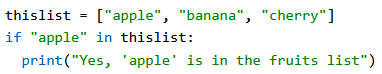 thislist = ["apple", "banana", "cherry"]
if "apple" in thislist:
  print("Yes, 'apple' is in the fruits list")